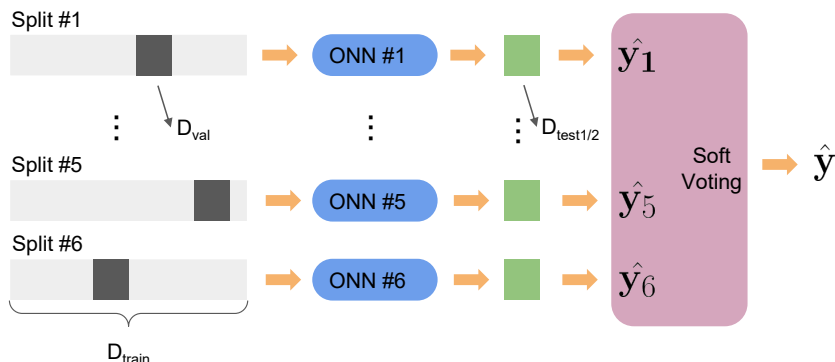 Split #1
ONN #1
ŷ₁
D_val
D_test1/2
⋮
⋮
⋮
Split #5
ONN #5
ŷ₅
Soft
Voting
ŷ
Split #6
ONN #6
ŷ₆
D_train